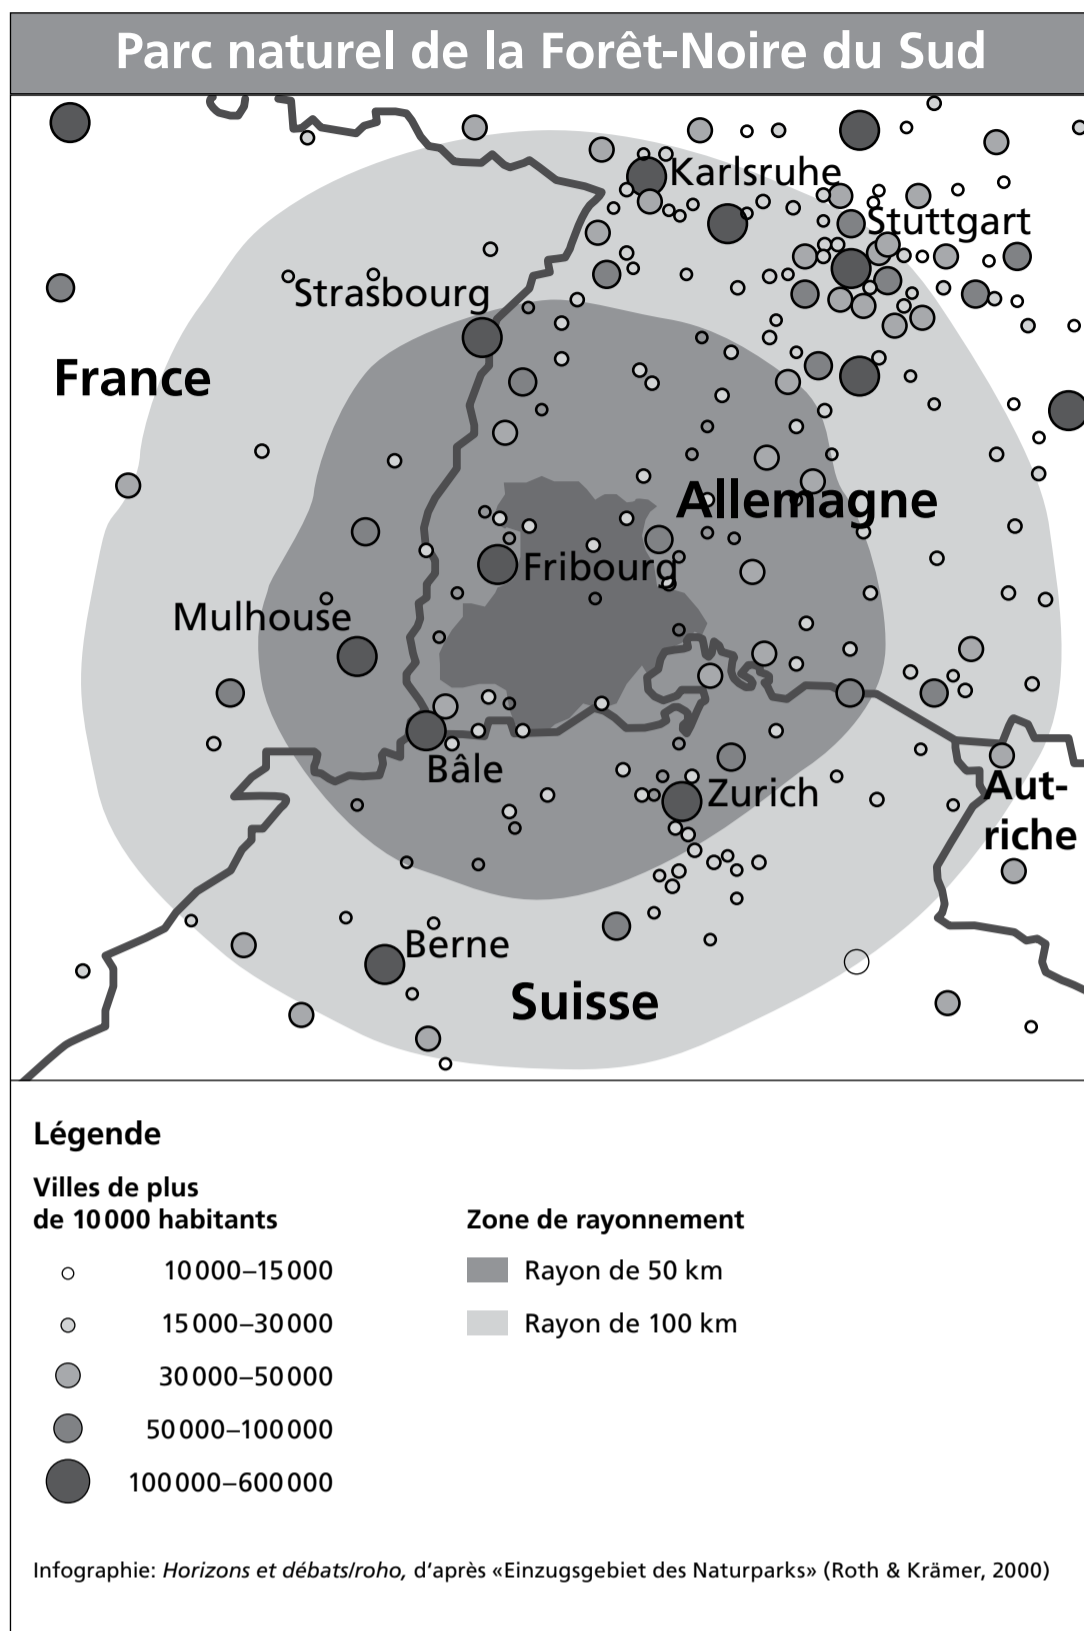 Parc naturel de la Forêt-Noire du Sud
Karlsruhe
Stuttgart
Strasbourg
France
Allemagne
Fribourg
Mulhouse
Bâle
Zurich
Aut-
riche
Berne
Suisse
Légende
Villes de plus
de 10 000 habitants
10 000–15 000
15 000–30 000
30 000–50 000
50 000–100 000
100 000–600 000
Zone de rayonnement
Rayon de 50 km
Rayon de 100 km
Infographie: Horizons et débats/roho, d'après «Einzugsgebiet des Naturparks» (Roth & Krämer, 2000)